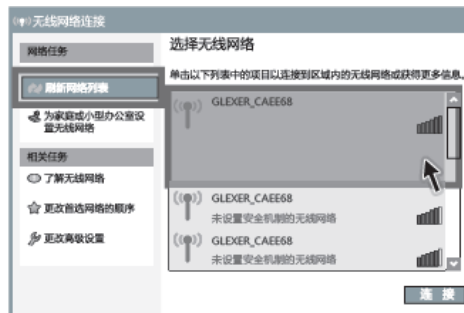 无线网络连接
网络任务
刷新网络列表
为家庭或小型办公室设
置无线网络
相关任务
了解无线网络
更改首选网络的顺序
更改高级设置
选择无线网络
单击以下列表中的项目以连接到区域内的无线网络或获得更多信息。
GLEXER_CAEE68
GLEXER_CAEE68
未设置安全机制的无线网络
GLEXER_CAEE68
未设置安全机制的无线网络
连 接